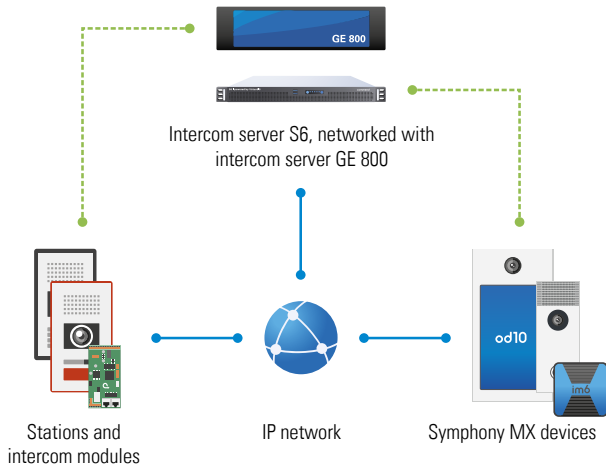 GE 800
Intercom server S6, networked with
intercom server GE 800
od10
im6
Stations and
intercom modules
IP network
Symphony MX devices